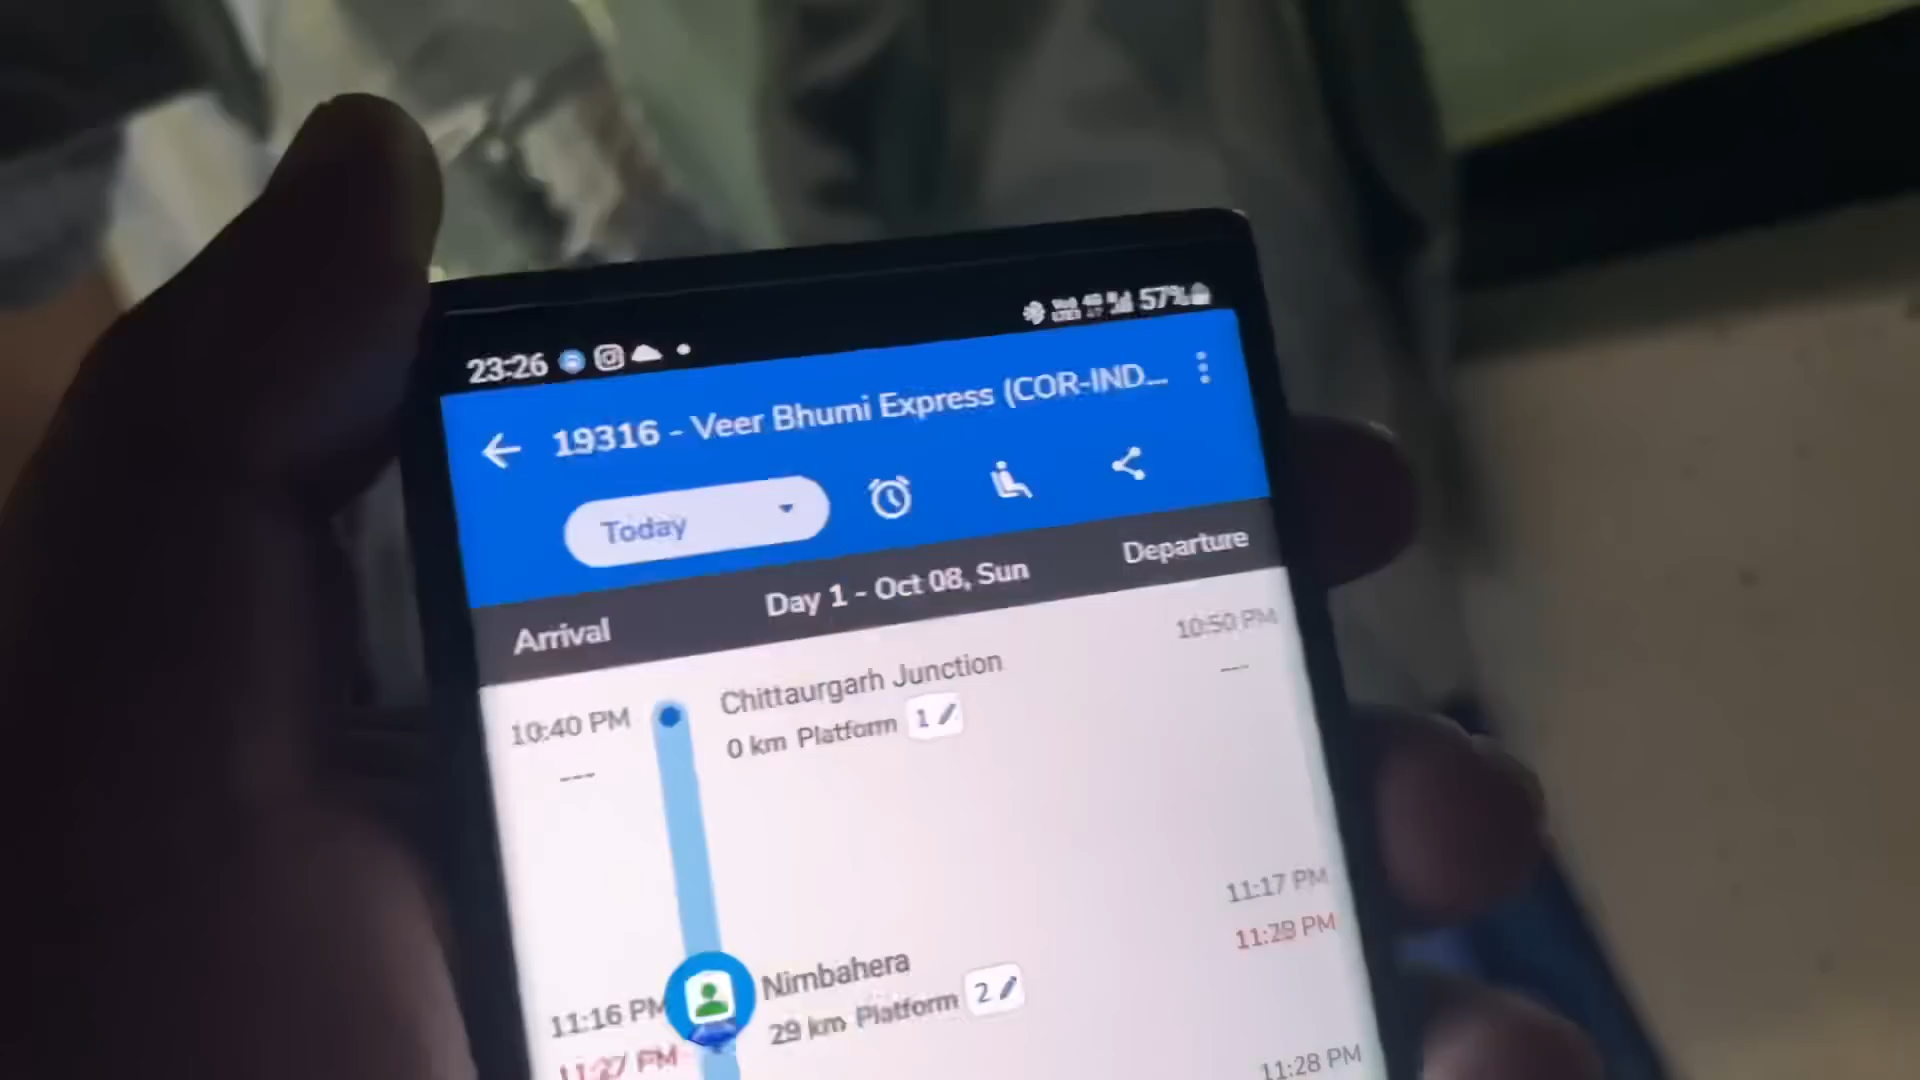 23:26
57%
19316 - Veer Bhumi Express (COR-IND...
Today
Arrival
Day 1 - Oct 08, Sun
Departure
10:40 PM
---
Chittaurgarh Junction
0 km Platform 1
10:50 PM
---
11:16 PM
11:27 PM
Nimbahera
29 km Platform 2
11:17 PM
PM
11:28 PM